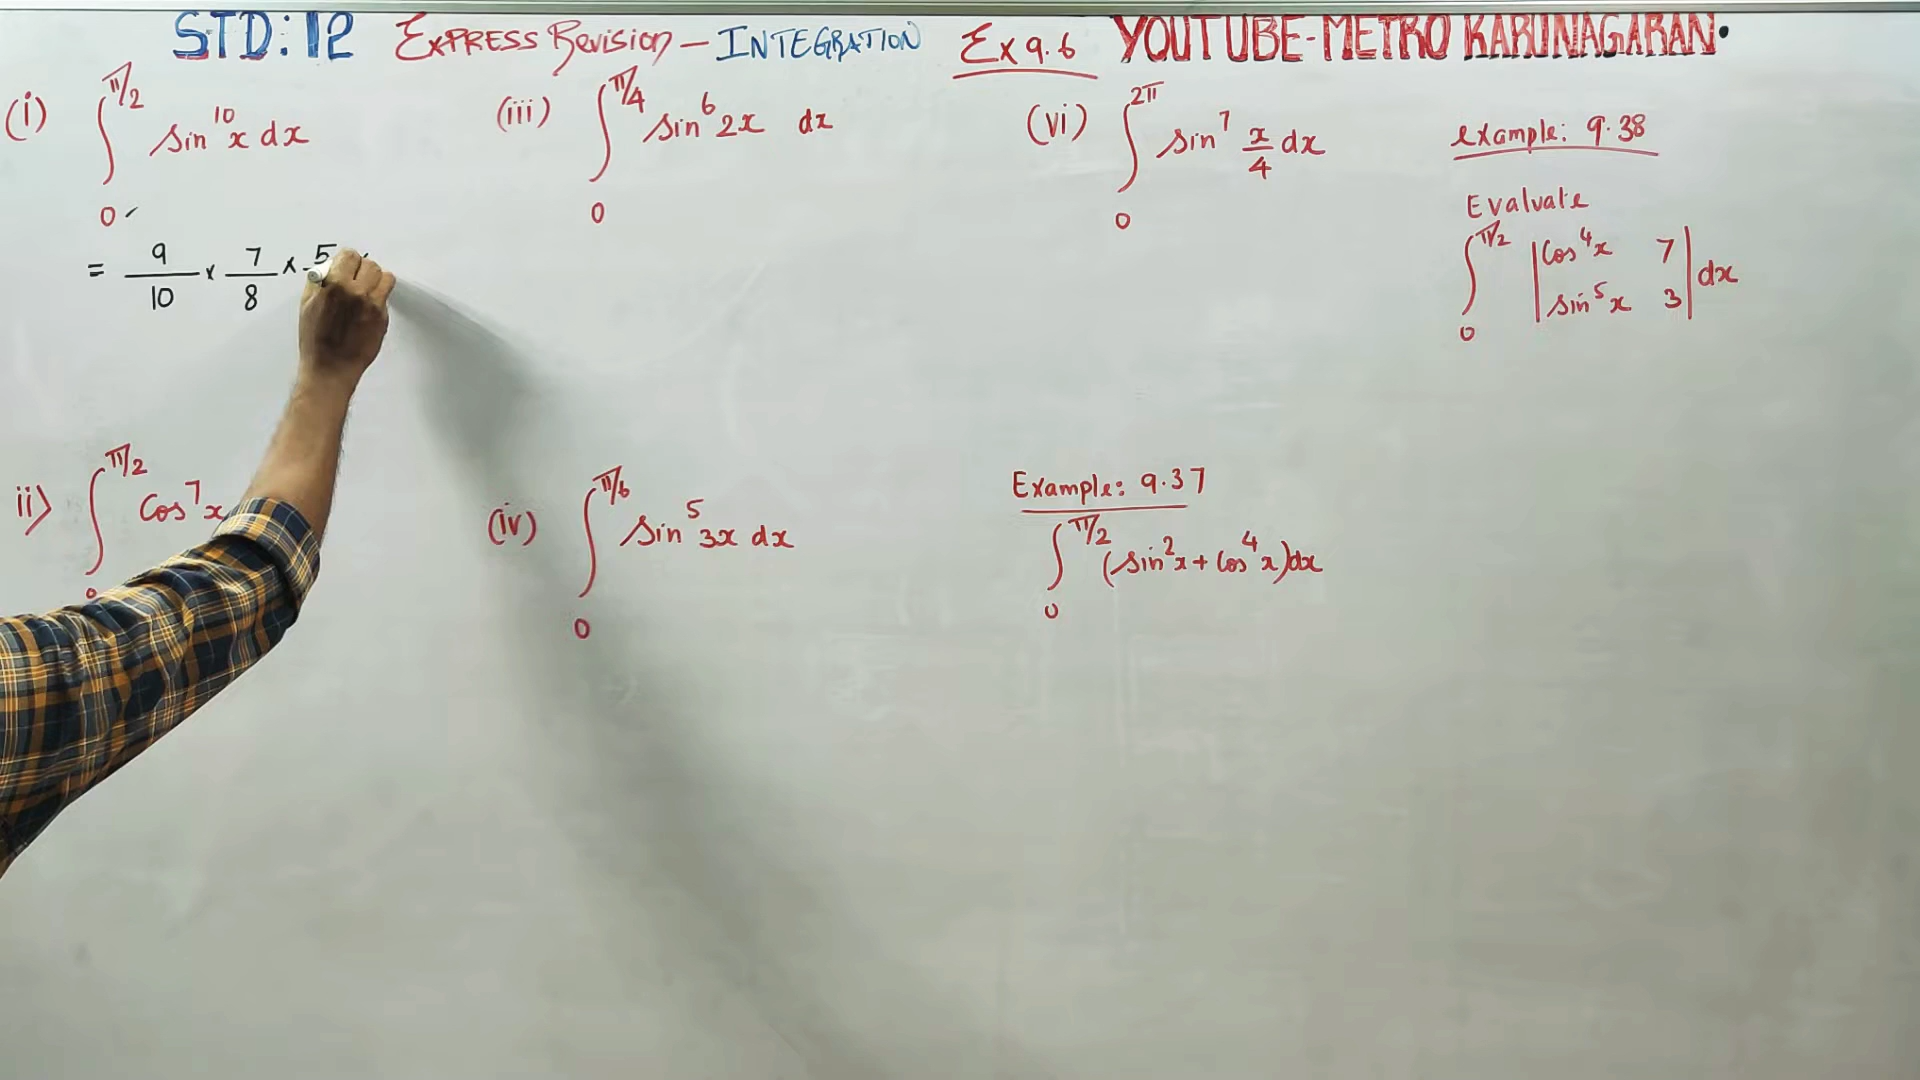 STD: 12 EXPRESS Revision - INTEGRATION Ex 9.6 YOUTUBE-METRO KARUNAGARAN.
(i) ∫₀^{π/2} sin¹⁰x dx
= 9/10 × 7/8 × 5
(iii) ∫₀^{π/4} sin⁶2x dx
(vi) ∫₀^{2π} sin⁷ x/4 dx
example: 9.38
Evaluate
∫₀^{π/2} |cos⁴x 7|
|sin⁵x 3| dx
ii) ∫₀^{π/2} Cos⁷x
(iv) ∫₀^{π/6} sin⁵3x dx
Example: 9.37
∫₀^{π/2} (sin²x + cos⁴x)dx